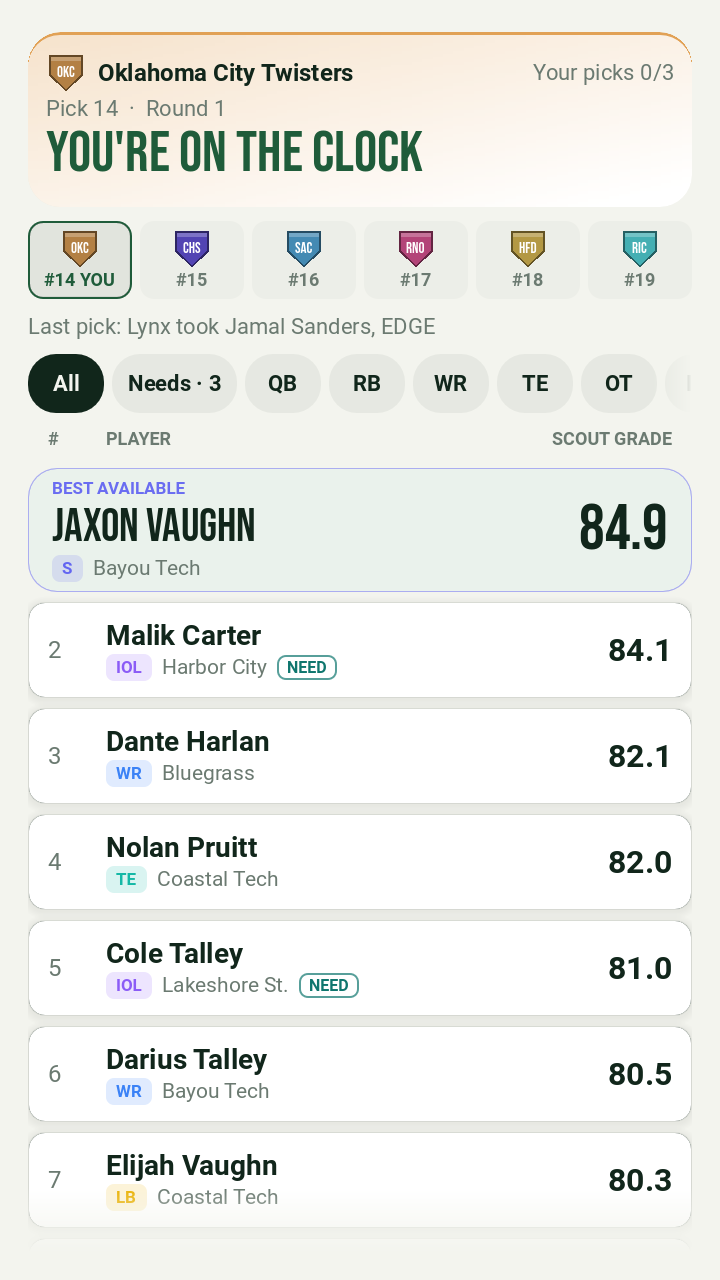 OKC Oklahoma City Twisters Your picks 0/3
Pick 14 · Round 1
YOU'RE ON THE CLOCK
OKC CHS SAC RNO HFD RIC
#14 YOU #15 #16 #17 #18 #19
Last pick: Lynx took Jamal Sanders, EDGE
All Needs · 3 QB RB WR TE OT
# PLAYER SCOUT GRADE
BEST AVAILABLE
JAXON VAUGHN 84.9
S Bayou Tech
2 Malik Carter 84.1
IOL Harbor City NEED
3 Dante Harlan 82.1
WR Bluegrass
4 Nolan Pruitt 82.0
TE Coastal Tech
5 Cole Talley 81.0
IOL Lakeshore St. NEED
6 Darius Talley 80.5
WR Bayou Tech
7 Elijah Vaughn 80.3
LB Coastal Tech